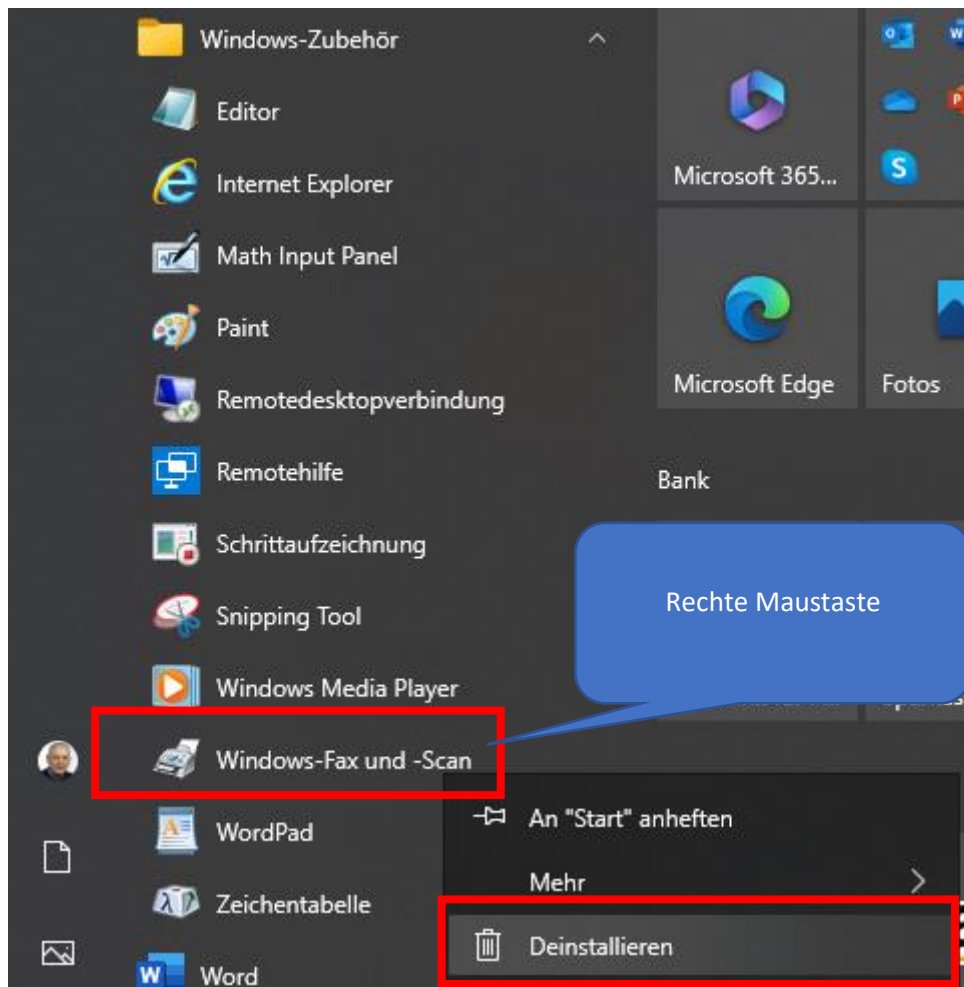 Windows-Zubehör
Editor
Internet Explorer
Math Input Panel
Paint
Remotedesktopverbindung
Remotehilfe
Schrittaufzeichnung
Snipping Tool
Windows Media Player
Windows-Fax und -Scan
WordPad
Zeichentabelle
Word
Microsoft 365...
Microsoft Edge
Fotos
Bank
Rechte Maustaste
An "Start" anheften
Mehr
Deinstallieren